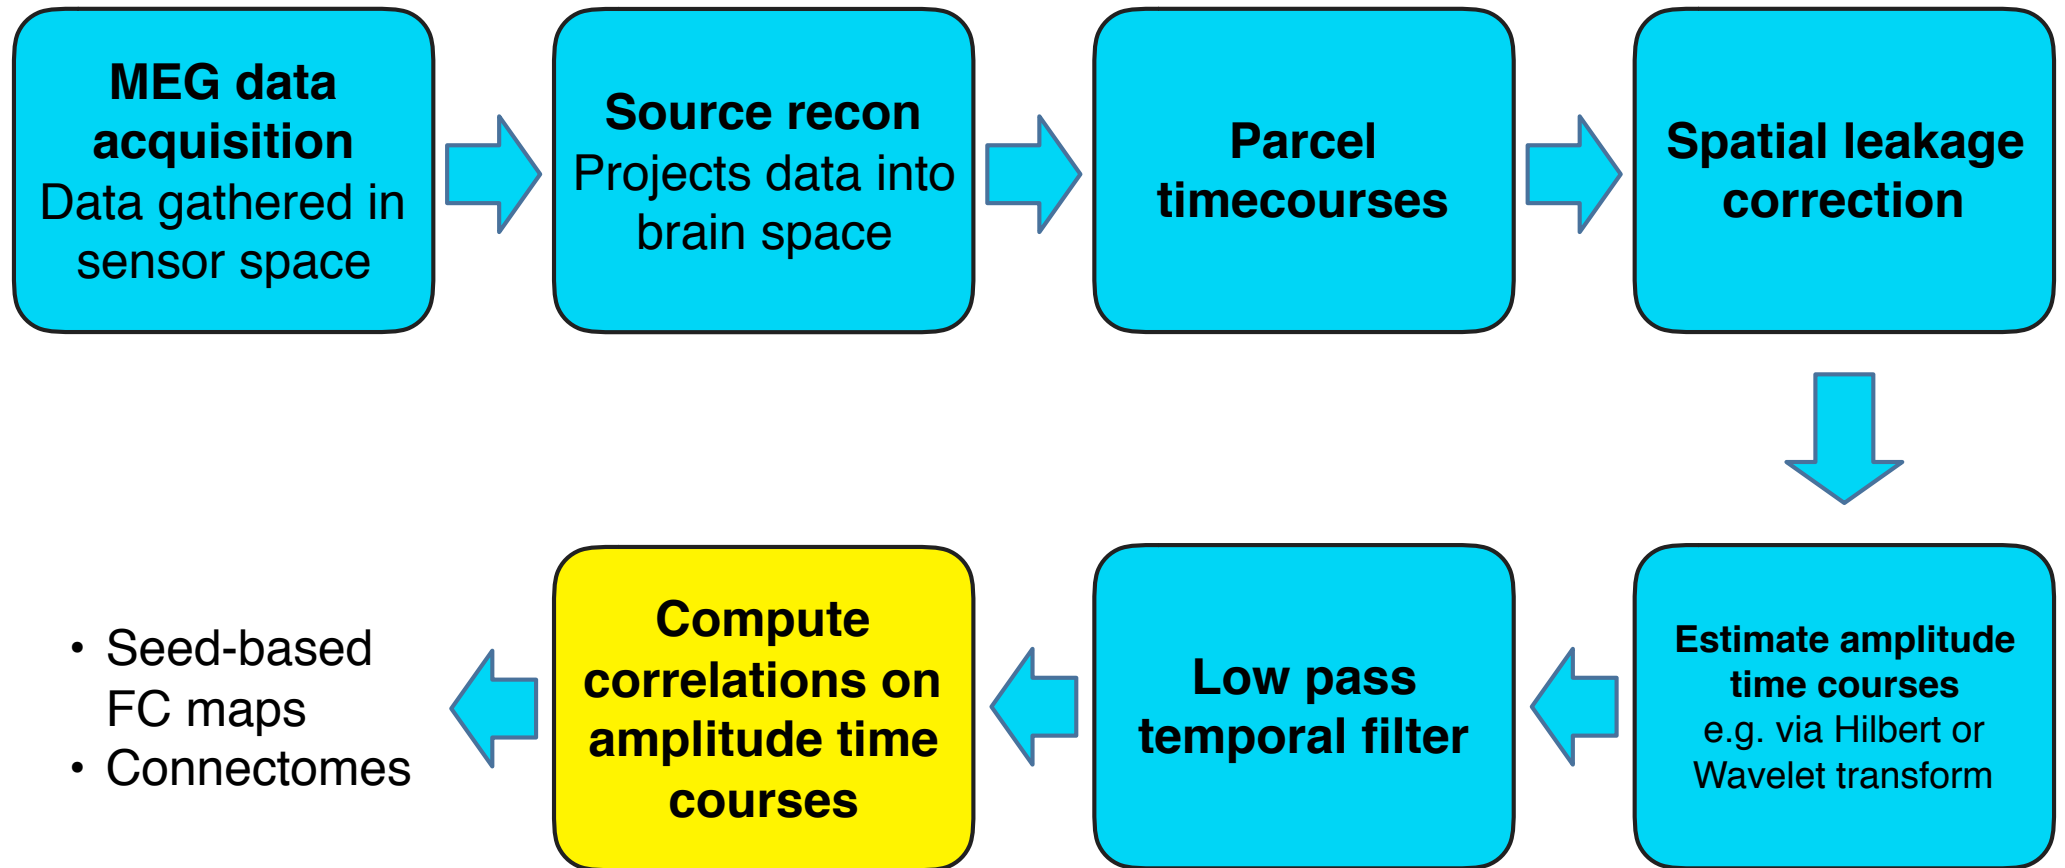 MEG data
acquisition
Data gathered in
sensor space
Source recon
Projects data into
brain space
Parcel
timecourses
Spatial leakage
correction
Estimate amplitude
time courses
e.g. via Hilbert or
Wavelet transform
Low pass
temporal filter
Compute
correlations on
amplitude time
courses
• Seed-based
FC maps
• Connectomes